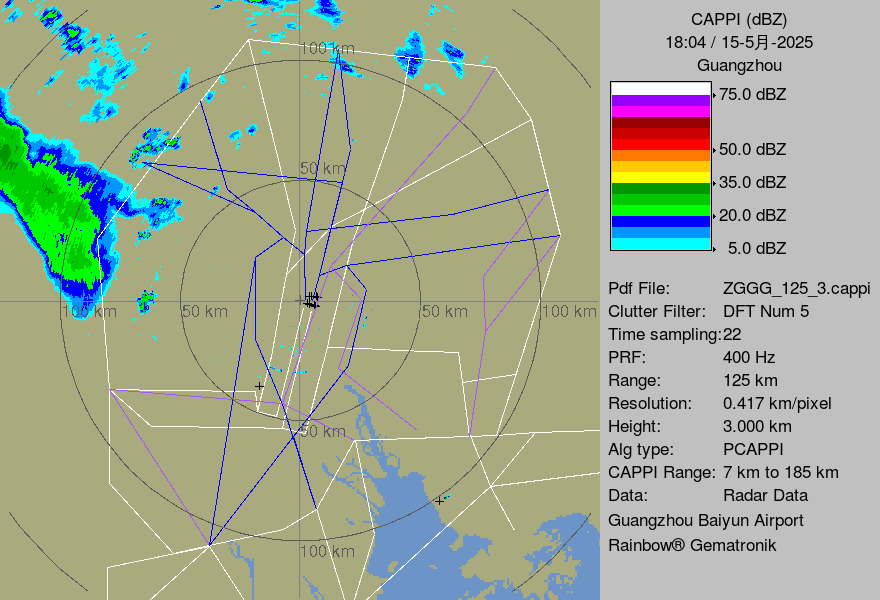 CAPPI (dBZ)
18:04 / 15-5月-2025
Guangzhou
75.0 dBZ
50.0 dBZ
35.0 dBZ
20.0 dBZ
5.0 dBZ
Pdf File: ZGGG_125_3.cappi
Clutter Filter: DFT Num 5
Time sampling:22
PRF: 400 Hz
Range: 125 km
Resolution: 0.417 km/pixel
Height: 3.000 km
Alg type: PCAPPI
CAPPI Range: 7 km to 185 km
Data: Radar Data
Guangzhou Baiyun Airport
Rainbow® Gematronik
100 km
50 km
100 km
50 km
50 km
100 km
50 km
100 km